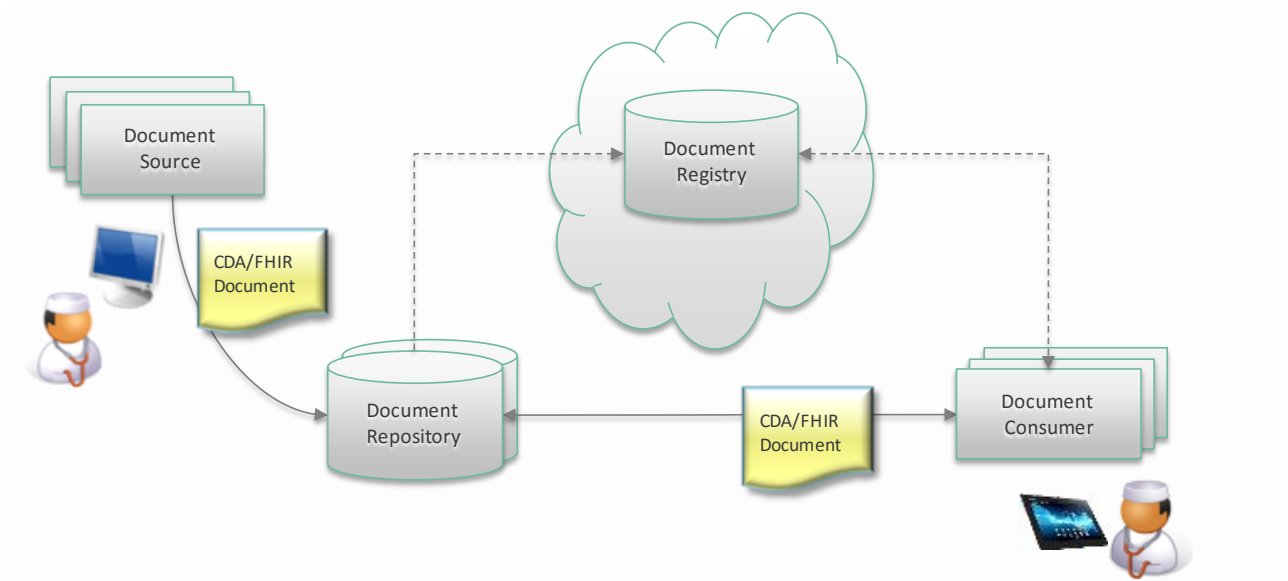 Document
Source
Document
Registry
CDA/FHIR
Document
Document
Repository
CDA/FHIR
Document
Document
Consumer